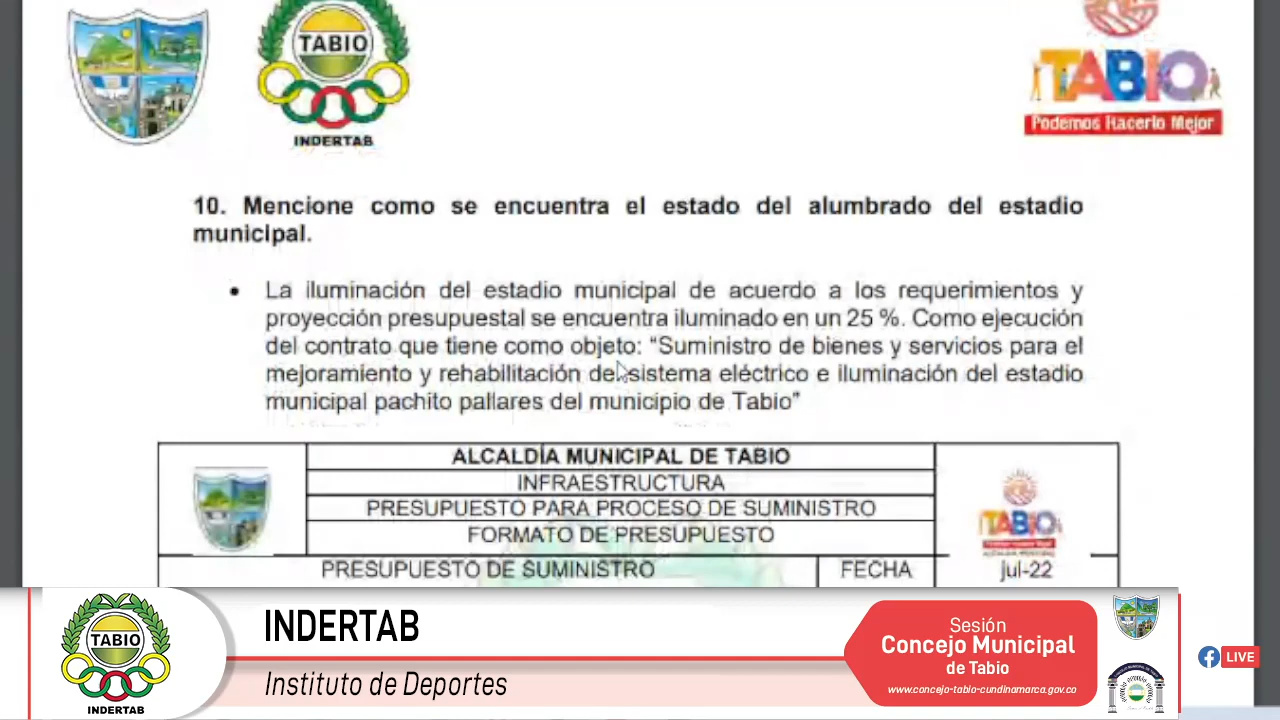 TABIO
INDERTAB
TABIO
Podemos Hacerlo Mejor
10. Mencione como se encuentra el estado del alumbrado del estadio
municipal.
• La iluminación del estadio municipal de acuerdo a los requerimientos y
proyección presupuestal se encuentra iluminado en un 25 %. Como ejecución
del contrato que tiene como objeto: “Suministro de bienes y servicios para el
mejoramiento y rehabilitación del sistema eléctrico e iluminación del estadio
municipal pachito pallares del municipio de Tabio”
ALCALDÍA MUNICIPAL DE TABIO
INFRAESTRUCTURA
PRESUPUESTO PARA PROCESO DE SUMINISTRO
FORMATO DE PRESUPUESTO
TABIO
PRESUPUESTO DE SUMINISTRO FECHA jul-22
TABIO
INDERTAB
INDERTAB
Instituto de Deportes
Sesión
Concejo Municipal
de Tabio
www.concejo-tabio-cundinamarca.gov.co
LIVE